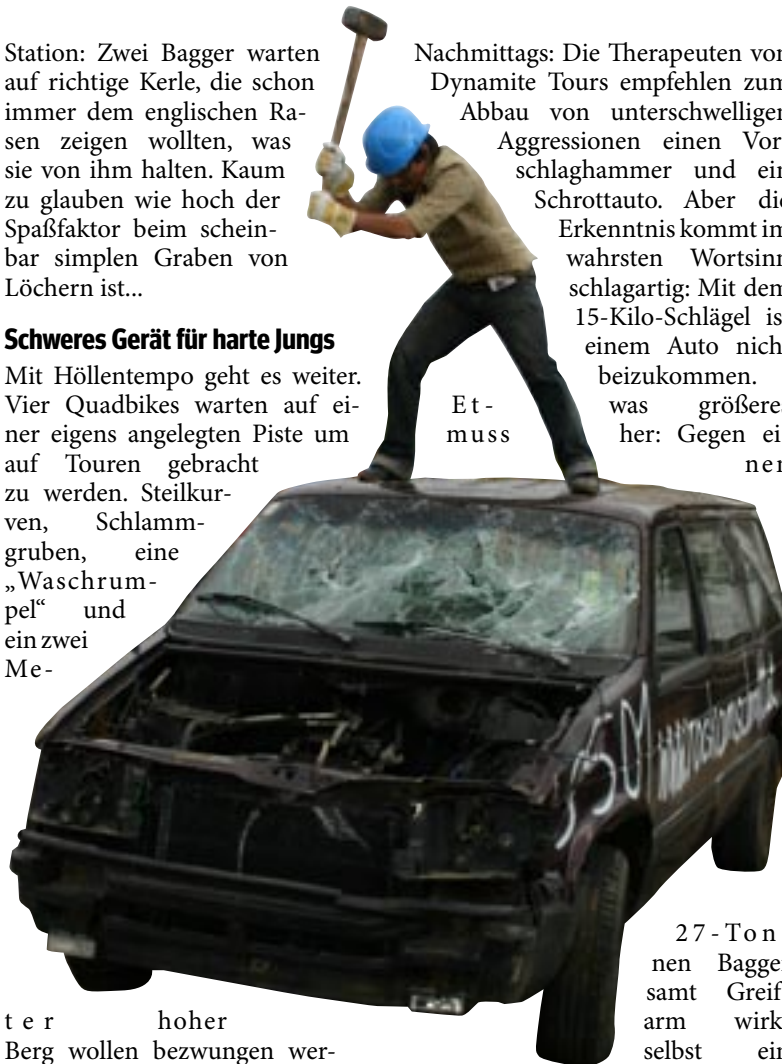 Station: Zwei Bagger warten
auf richtige Kerle, die schon
immer dem englischen Ra-
sen zeigen wollten, was
sie von ihm halten. Kaum
zu glauben wie hoch der
Spaßfaktor beim schein-
bar simplen Graben von
Löchern ist...
Schweres Gerät für harte Jungs
Mit Höllentempo geht es weiter.
Vier Quadbikes warten auf ei-
ner eigens angelegten Piste um
auf Touren gebracht
zu werden. Steilkur-
ven, Schlamm-
gruben, eine
„Waschrum-
pel“ und
ein zwei
Me-
ter hoher
Berg wollen bezwungen wer-
Nachmittags: Die Therapeuten von
Dynamite Tours empfehlen zum
Abbau von unterschwelligen
Aggressionen einen Vor-
schlaghammer und ein
Schrottauto. Aber die
Erkenntnis kommt im
wahrsten Wortsinn
schlagartig: Mit dem
15-Kilo-Schlägel ist
einem Auto nicht
beizukommen.
Et- was größeres
muss her: Gegen ei-
nen
27-Ton-
nen Bagger
samt Greif-
arm wirkt
selbst ein